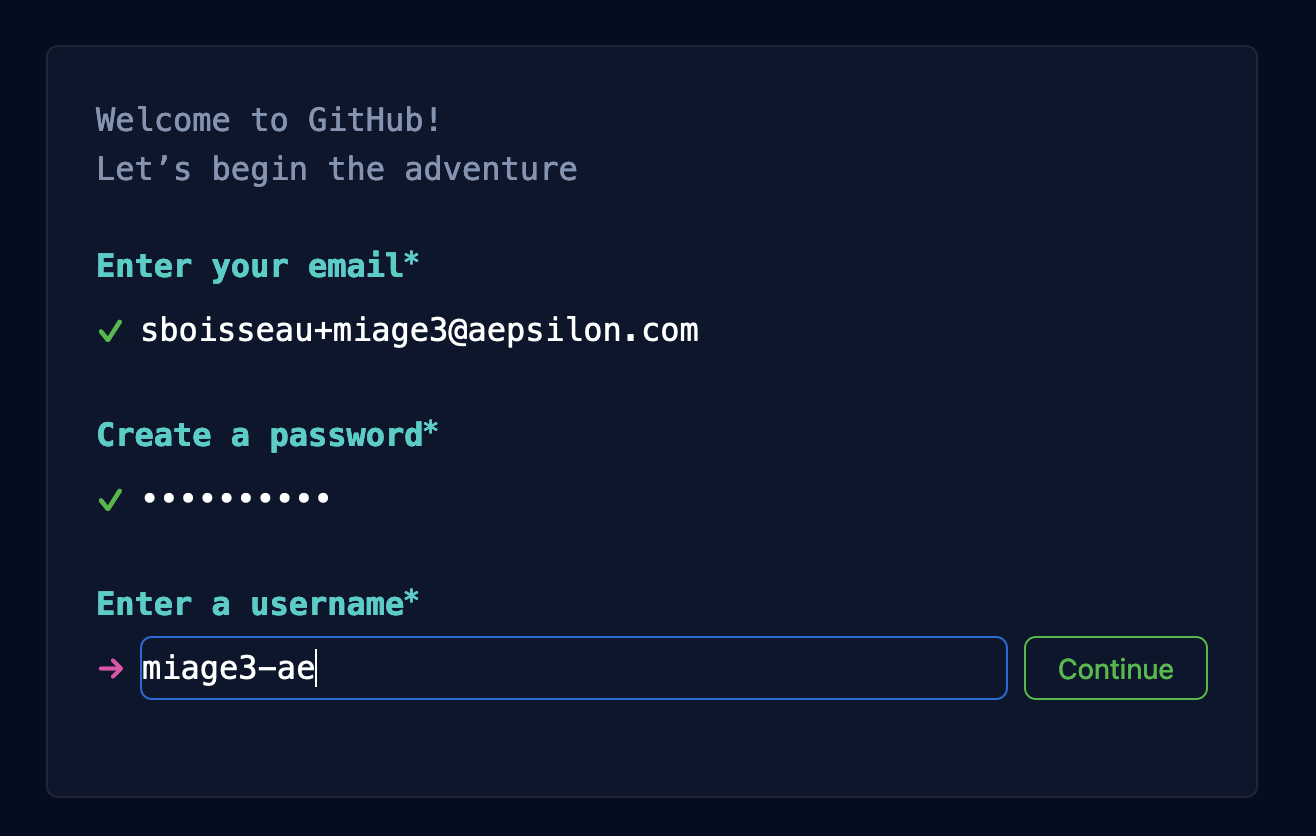 Welcome to GitHub!
Let’s begin the adventure
Enter your email*
sboisseau+miage3@aepsilon.com
Create a password*
••••••••••
Enter a username*
miage3-ae
Continue